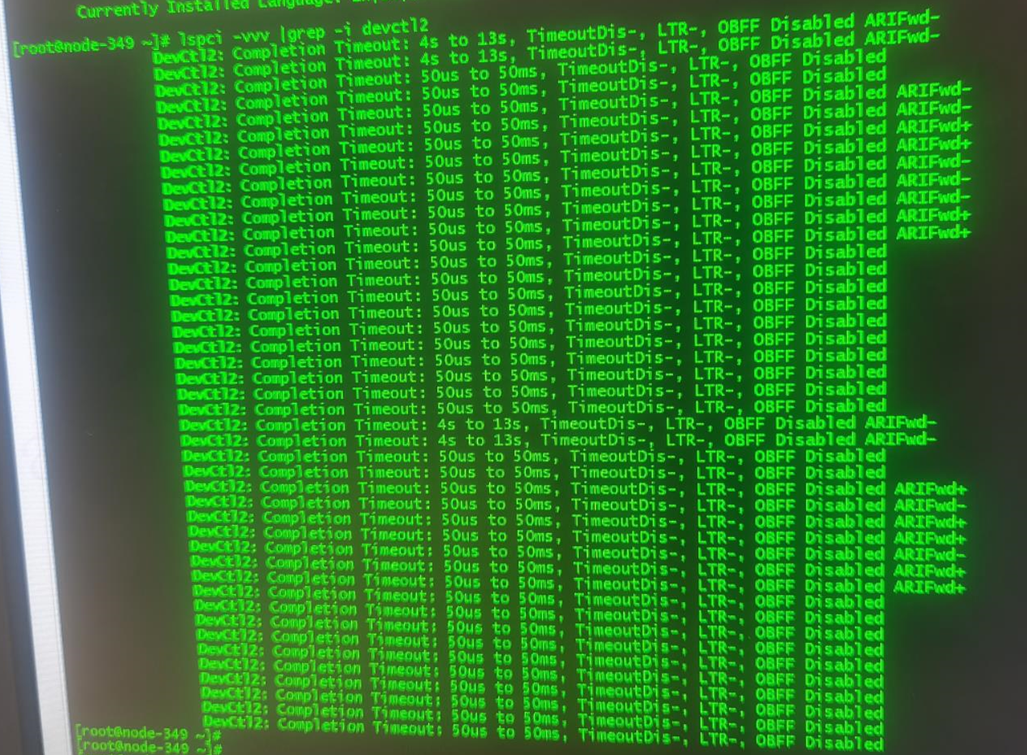 Currently Installed Language:
[root@node-349 ~]# lspci -vvv |grep -i devctl2
DevCtl2: Completion Timeout: 4s to 13s, TimeoutDis-, LTR-, OBFF Disabled ARIFwd-
DevCtl2: Completion Timeout: 4s to 13s, TimeoutDis-, LTR-, OBFF Disabled ARIFwd-
DevCtl2: Completion Timeout: 50us to 50ms, TimeoutDis-, LTR-, OBFF Disabled
DevCtl2: Completion Timeout: 50us to 50ms, TimeoutDis-, LTR-, OBFF Disabled
DevCtl2: Completion Timeout: 50us to 50ms, TimeoutDis-, LTR-, OBFF Disabled ARIFwd-
DevCtl2: Completion Timeout: 50us to 50ms, TimeoutDis-, LTR-, OBFF Disabled ARIFwd-
DevCtl2: Completion Timeout: 50us to 50ms, TimeoutDis-, LTR-, OBFF Disabled ARIFwd+
DevCtl2: Completion Timeout: 50us to 50ms, TimeoutDis-, LTR-, OBFF Disabled ARIFwd+
DevCtl2: Completion Timeout: 50us to 50ms, TimeoutDis-, LTR-, OBFF Disabled ARIFwd-
DevCtl2: Completion Timeout: 50us to 50ms, TimeoutDis-, LTR-, OBFF Disabled ARIFwd-
DevCtl2: Completion Timeout: 50us to 50ms, TimeoutDis-, LTR-, OBFF Disabled
DevCtl2: Completion Timeout: 50us to 50ms, TimeoutDis-, LTR-, OBFF Disabled ARIFwd+
DevCtl2: Completion Timeout: 50us to 50ms, TimeoutDis-, LTR-, OBFF Disabled ARIFwd+
DevCtl2: Completion Timeout: 50us to 50ms, TimeoutDis-, LTR-, OBFF Disabled
DevCtl2: Completion Timeout: 50us to 50ms, TimeoutDis-, LTR-, OBFF Disabled
DevCtl2: Completion Timeout: 50us to 50ms, TimeoutDis-, LTR-, OBFF Disabled
DevCtl2: Completion Timeout: 50us to 50ms, TimeoutDis-, LTR-, OBFF Disabled
DevCtl2: Completion Timeout: 50us to 50ms, TimeoutDis-, LTR-, OBFF Disabled
DevCtl2: Completion Timeout: 50us to 50ms, TimeoutDis-, LTR-, OBFF Disabled
DevCtl2: Completion Timeout: 50us to 50ms, TimeoutDis-, LTR-, OBFF Disabled
DevCtl2: Completion Timeout: 50us to 50ms, TimeoutDis-, LTR-, OBFF Disabled
DevCtl2: Completion Timeout: 50us to 50ms, TimeoutDis-, LTR-, OBFF Disabled
DevCtl2: Completion Timeout: 50us to 50ms, TimeoutDis-, LTR-, OBFF Disabled
DevCtl2: Completion Timeout: 4s to 13s, TimeoutDis-, LTR-, OBFF Disabled ARIFwd-
DevCtl2: Completion Timeout: 4s to 13s, TimeoutDis-, LTR-, OBFF Disabled ARIFwd-
DevCtl2: Completion Timeout: 50us to 50ms, TimeoutDis-, LTR-, OBFF Disabled
DevCtl2: Completion Timeout: 50us to 50ms, TimeoutDis-, LTR-, OBFF Disabled
DevCtl2: Completion Timeout: 50us to 50ms, TimeoutDis-, LTR-, OBFF Disabled ARIFwd+
DevCtl2: Completion Timeout: 50us to 50ms, TimeoutDis-, LTR-, OBFF Disabled ARIFwd-
DevCtl2: Completion Timeout: 50us to 50ms, TimeoutDis-, LTR-, OBFF Disabled ARIFwd+
DevCtl2: Completion Timeout: 50us to 50ms, TimeoutDis-, LTR-, OBFF Disabled ARIFwd+
DevCtl2: Completion Timeout: 50us to 50ms, TimeoutDis-, LTR-, OBFF Disabled ARIFwd-
DevCtl2: Completion Timeout: 50us to 50ms, TimeoutDis-, LTR-, OBFF Disabled ARIFwd+
DevCtl2: Completion Timeout: 50us to 50ms, TimeoutDis-, LTR-, OBFF Disabled ARIFwd+
DevCtl2: Completion Timeout: 50us to 50ms, TimeoutDis-, LTR-, OBFF Disabled
DevCtl2: Completion Timeout: 50us to 50ms, TimeoutDis-, LTR-, OBFF Disabled
DevCtl2: Completion Timeout: 50us to 50ms, TimeoutDis-, LTR-, OBFF Disabled
DevCtl2: Completion Timeout: 50us to 50ms, TimeoutDis-, LTR-, OBFF Disabled
DevCtl2: Completion Timeout: 50us to 50ms, TimeoutDis-, LTR-, OBFF Disabled
DevCtl2: Completion Timeout: 50us to 50ms, TimeoutDis-, LTR-, OBFF Disabled
DevCtl2: Completion Timeout: 50us to 50ms, TimeoutDis-, LTR-, OBFF Disabled
DevCtl2: Completion Timeout: 50us to 50ms, TimeoutDis-, LTR-, OBFF Disabled
DevCtl2: Completion Timeout: 50us to 50ms, TimeoutDis-, LTR-, OBFF Disabled
DevCtl2: Completion Timeout: 50us to 50ms, TimeoutDis-, LTR-, OBFF Disabled
[root@node-349 ~]#
[root@node-349 ~]#